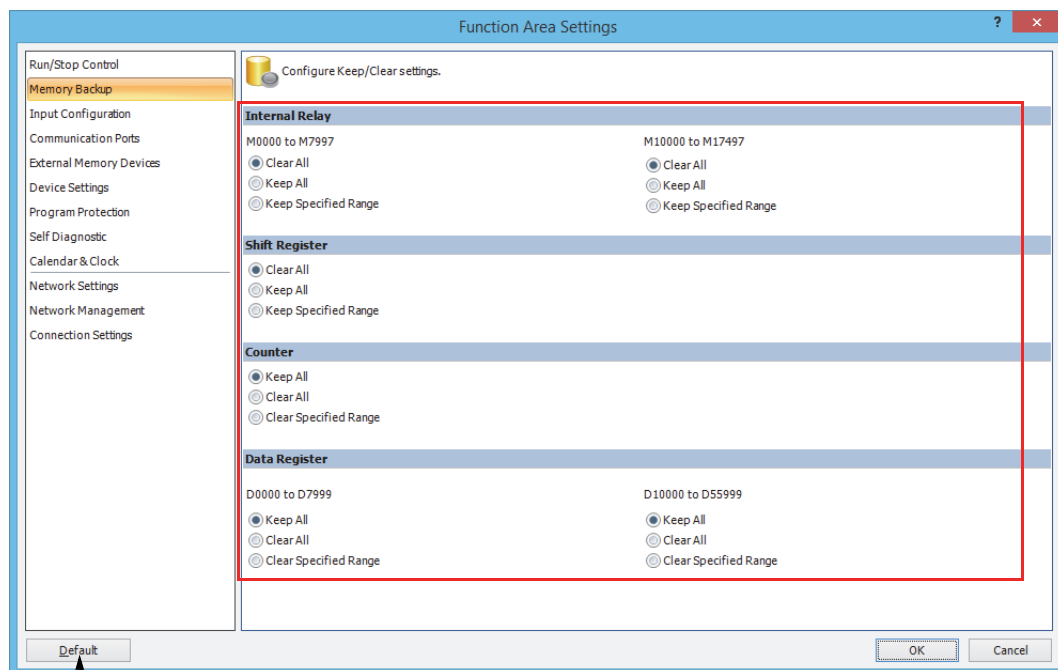 Function Area Settings
?
×
Run/Stop Control
Memory Backup
Input Configuration
Communication Ports
External Memory Devices
Device Settings
Program Protection
Self Diagnostic
Calendar & Clock
Network Settings
Network Management
Connection Settings
Configure Keep/Clear settings.
Internal Relay
M0000 to M7997
Clear All
Keep All
Keep Specified Range
M10000 to M17497
Clear All
Keep All
Keep Specified Range
Shift Register
Clear All
Keep All
Keep Specified Range
Counter
Keep All
Clear All
Clear Specified Range
Data Register
D0000 to D7999
Keep All
Clear All
Clear Specified Range
D10000 to D55999
Keep All
Clear All
Clear Specified Range
Default
OK
Cancel